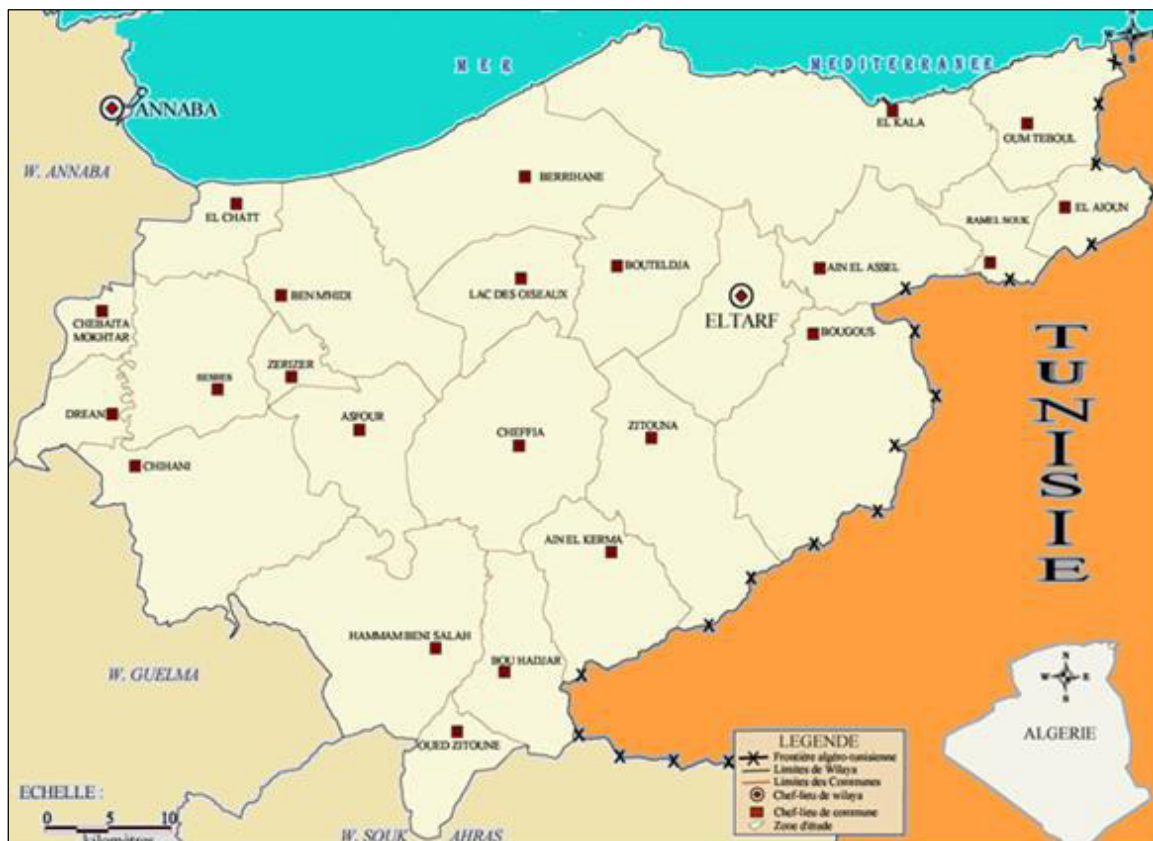 MER
MEDITERRANEE
ANNABA
EL KALA
OUM TEBOUL
W. ANNABA
BERRIHANE
EL CHATT
RAMEL SOUK
EL AIOUN
BOUTELDJA
AIN EL ASSEL
BEN M'HIDI
LAC DES OISEAUX
CHEBAITA
MOKHTAR
ELTARF
BOUGOUS
TUNISIE
ZERIZER
BESBES
DREAN
ASFOUR
CHEFFIA
ZITOUNA
CHIHANI
AIN EL KERMA
HAMMAM BENI SALAH
BOU HADJAR
W. GUELMA
OUED ZITOUNE
N
W E
S
ALGERIE
LEGENDE
Frontière algéro-tunisienne
Limites de Wilaya
Limites des Communes
Chef-lieu de wilaya
Chef-lieu de commune
Zone d'étude
ECHELLE :
0 5 10
kilomètres
W. SOUK AHRAS